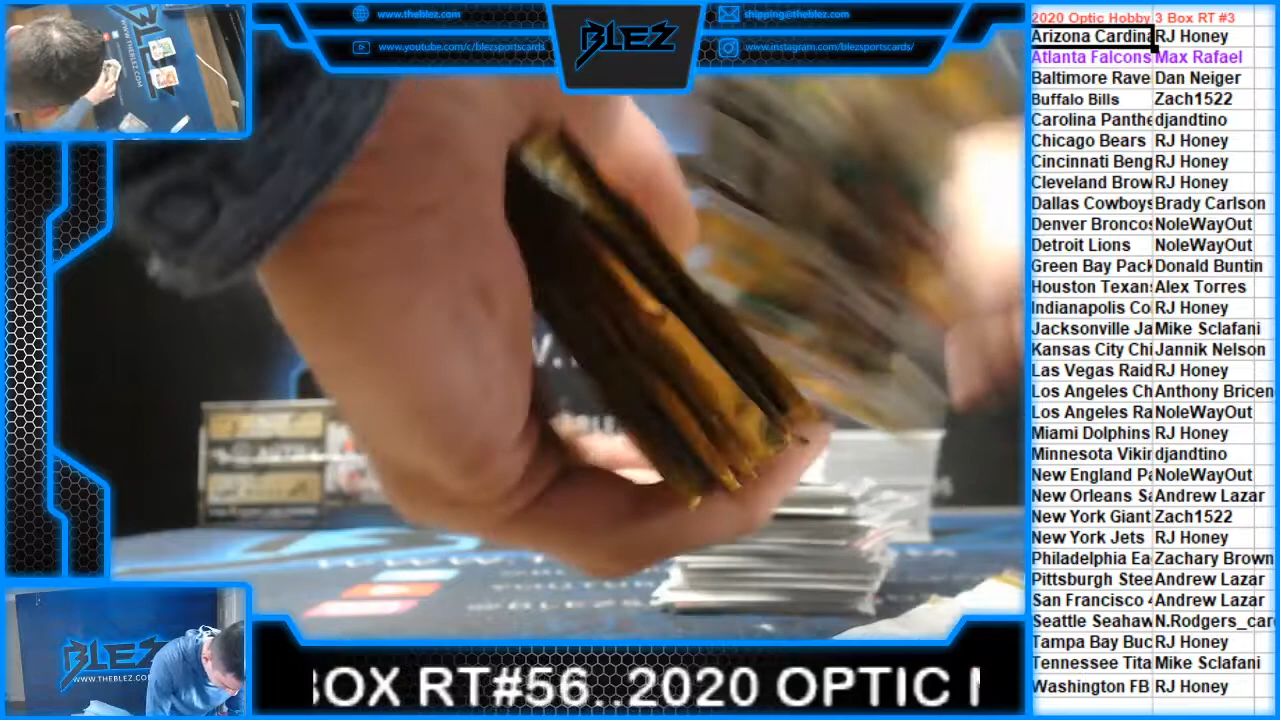 www.theblez.com
www.youtube.com/c/blezsportscards
BLEZ
shipping@theblez.com
www.instagram.com/blezsportscards/
2020 Optic Hobby 3 Box RT #3
Arizona Cardina RJ Honey
Atlanta Falcons Max Rafael
Baltimore Rave Dan Neiger
Buffalo Bills Zach1522
Carolina Panthe djandtino
Chicago Bears RJ Honey
Cincinnati Beng RJ Honey
Cleveland Brow RJ Honey
Dallas Cowboys Brady Carlson
Denver Broncos NoleWayOut
Detroit Lions NoleWayOut
Green Bay Pack Donald Buntin
Houston Texans Alex Torres
Indianapolis Co RJ Honey
Jacksonville Ja Mike Sclafani
Kansas City Chi Jannik Nelson
Las Vegas Raid RJ Honey
Los Angeles Ch Anthony Bricen
Los Angeles Ra NoleWayOut
Miami Dolphins RJ Honey
Minnesota Vikin djandtino
New England Pa NoleWayOut
New Orleans Sa Andrew Lazar
New York Giant Zach1522
New York Jets RJ Honey
Philadelphia Ea Zachary Brown
Pittsburgh Stee Andrew Lazar
San Francisco 4 Andrew Lazar
Seattle Seahaw N.Rodgers_card
Tampa Bay Buc RJ Honey
Tennessee Tita Mike Sclafani
Washington FB RJ Honey
BLEZ
WWW.THEBLEZ.COM
BOX RT#56..2020 OPTIC